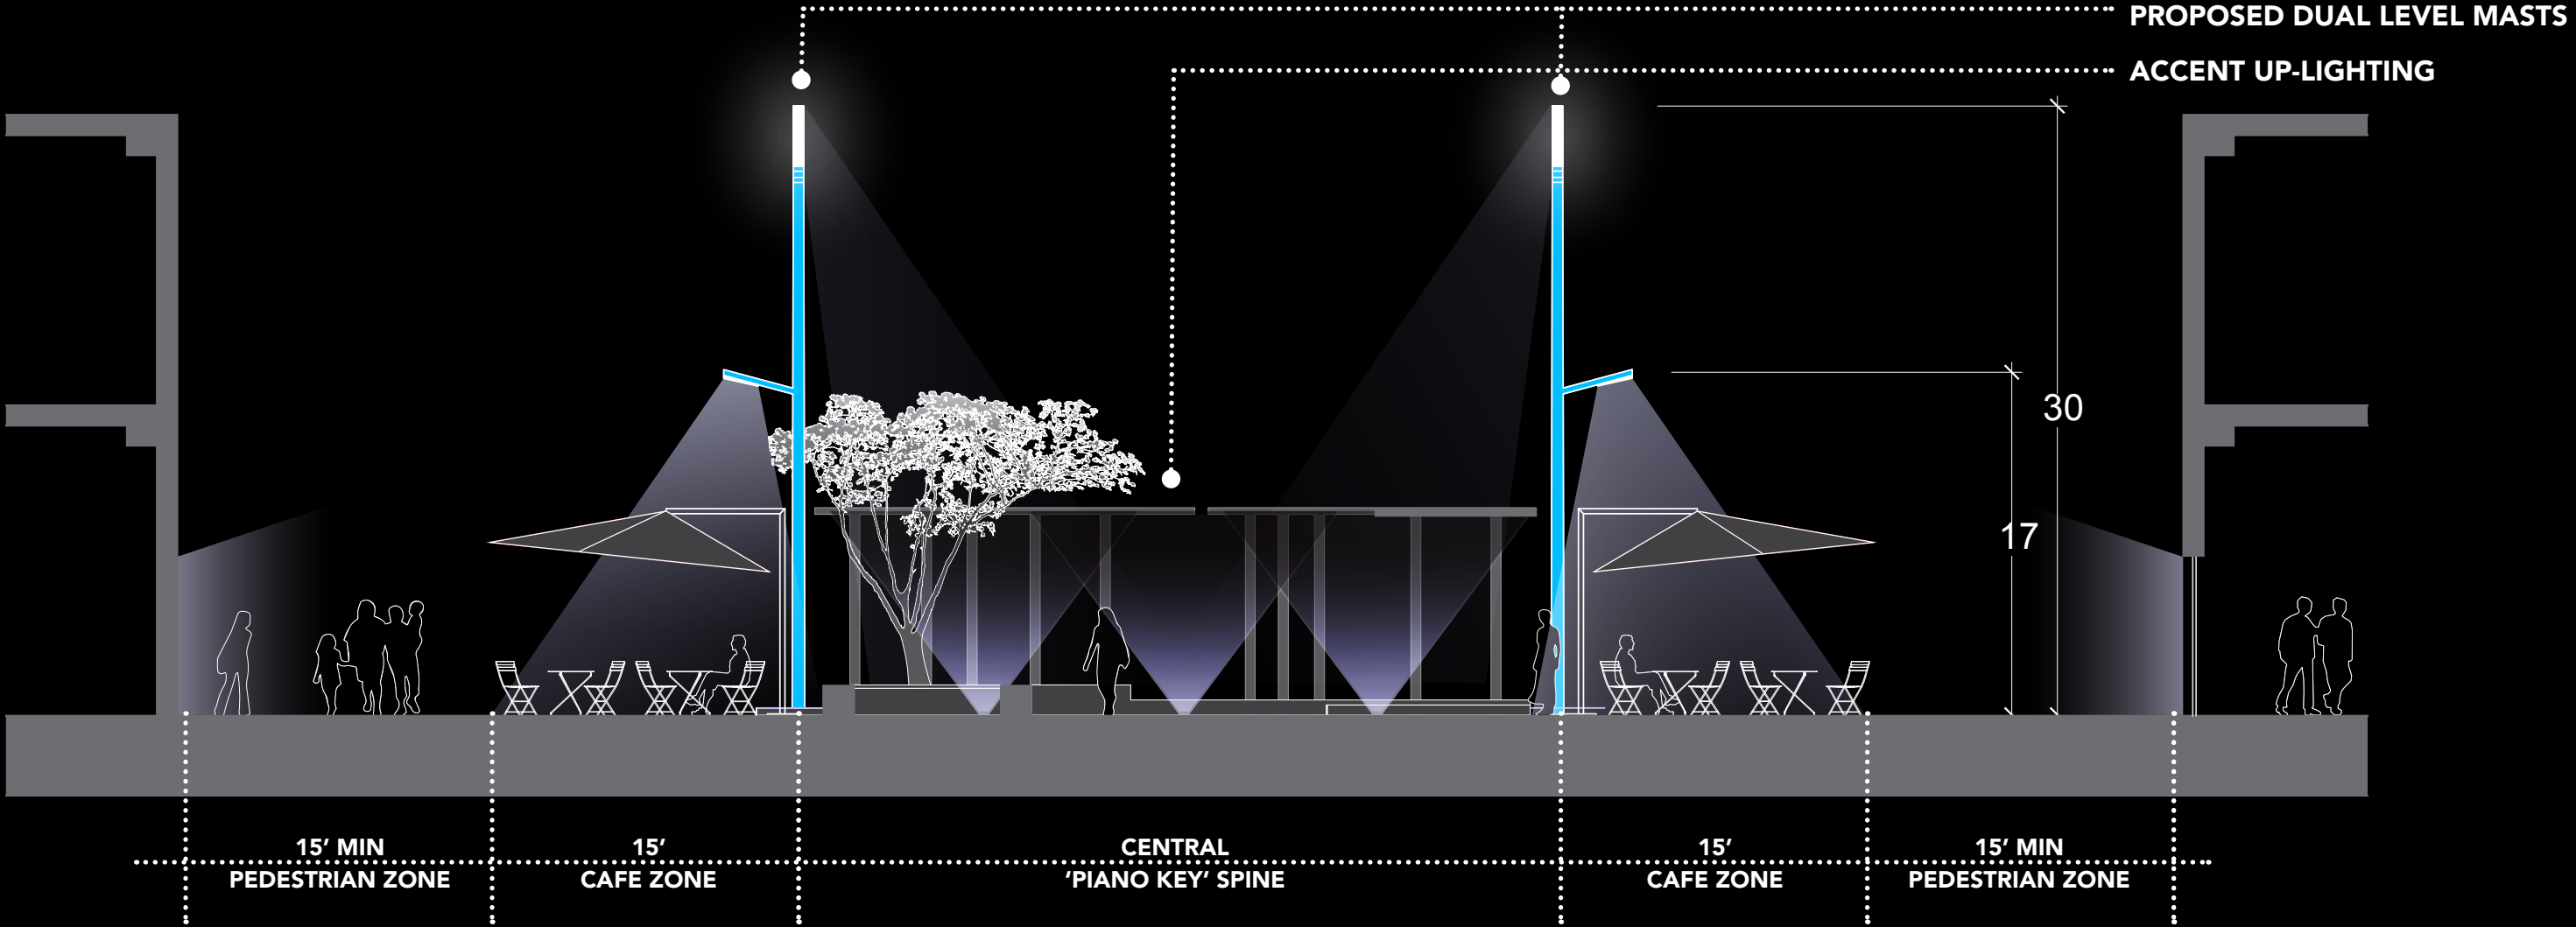 PROPOSED DUAL LEVEL MASTS
ACCENT UP-LIGHTING
30
17
15’ MIN
PEDESTRIAN ZONE
15’
CAFE ZONE
CENTRAL
‘PIANO KEY’ SPINE
15’
CAFE ZONE
15’ MIN
PEDESTRIAN ZONE